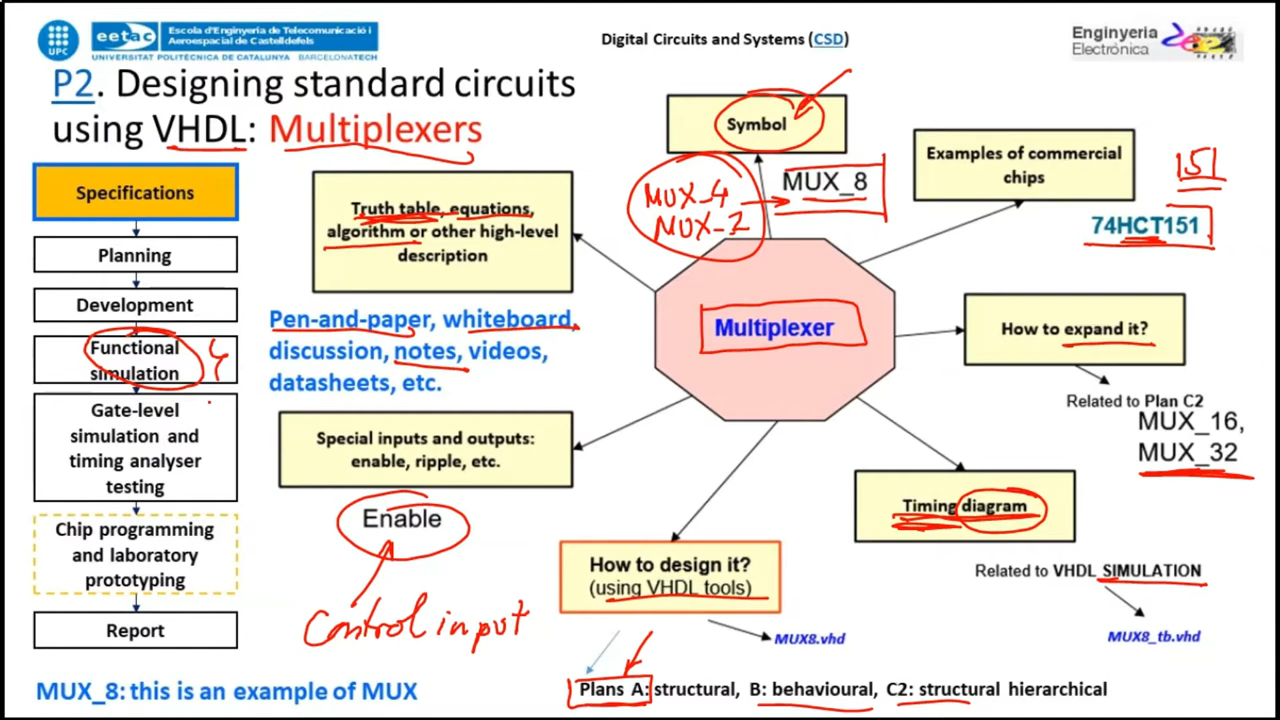 UPC
eetac
Escola d'Enginyeria de Telecomunicació i
Aeroespacial de Castelldefels
UNIVERSITAT POLITÈCNICA DE CATALUNYA BARCELONATECH
Digital Circuits and Systems (CSD)
Enginyeria
Electrònica
P2. Designing standard circuits
using VHDL: Multiplexers
Specifications
Planning
Development
Functional
simulation
4
Gate-level
simulation and
timing analyser
testing
Chip programming
and laboratory
prototyping
Report
MUX_8: this is an example of MUX
Truth table, equations,
algorithm or other high-level
description
Pen-and-paper, whiteboard,
discussion, notes, videos,
datasheets, etc.
Special inputs and outputs:
enable, ripple, etc.
Enable
Control input
Symbol
MUX_8
MUX_4
MUX_2
Multiplexer
Examples of commercial
chips
151
74HCT151
How to expand it?
Related to Plan C2
MUX_16,
MUX_32
Timing diagram
Related to VHDL SIMULATION
MUX8_tb.vhd
How to design it?
(using VHDL tools)
MUX8.vhd
Plans A: structural, B: behavioural, C2: structural hierarchical